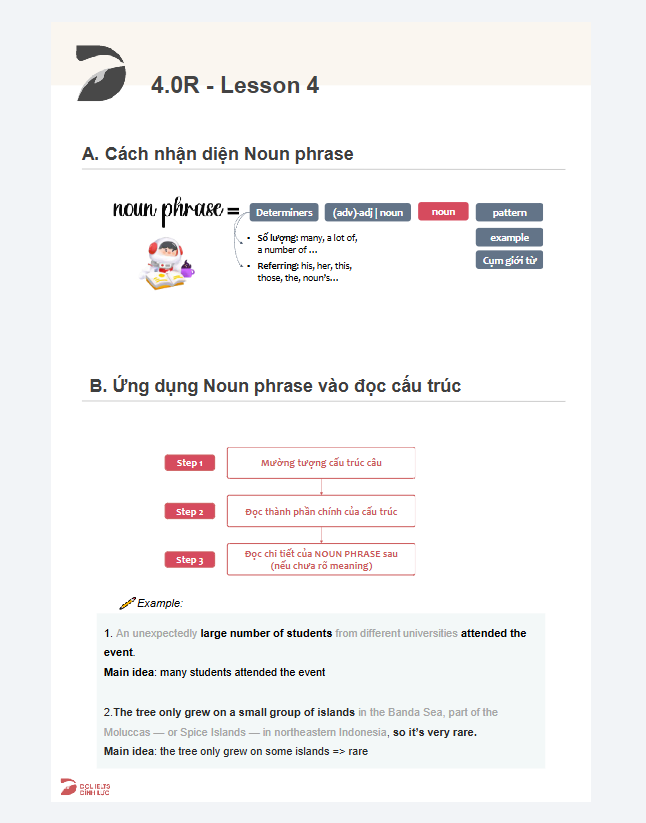 4.0R - Lesson 4
A. Cách nhận diện Noun phrase
noun phrase = Determiners (adv)-adj | noun noun pattern
• Số lượng: many, a lot of,
a number of ...
example
• Referring: his, her, this,
those, the, noun's...
Cụm giới từ
B. Ứng dụng Noun phrase vào đọc cấu trúc
Step 1 Mường tượng cấu trúc câu
Step 2 Đọc thành phần chính của cấu trúc
Step 3 Đọc chi tiết của NOUN PHRASE sau
(nếu chưa rõ meaning)
Example:
1. An unexpectedly large number of students from different universities attended the
event.
Main idea: many students attended the event
2.The tree only grew on a small group of islands in the Banda Sea, part of the
Moluccas — or Spice Islands — in northeastern Indonesia, so it's very rare.
Main idea: the tree only grew on some islands => rare
DOL IELTS
ĐÌNH LỰC